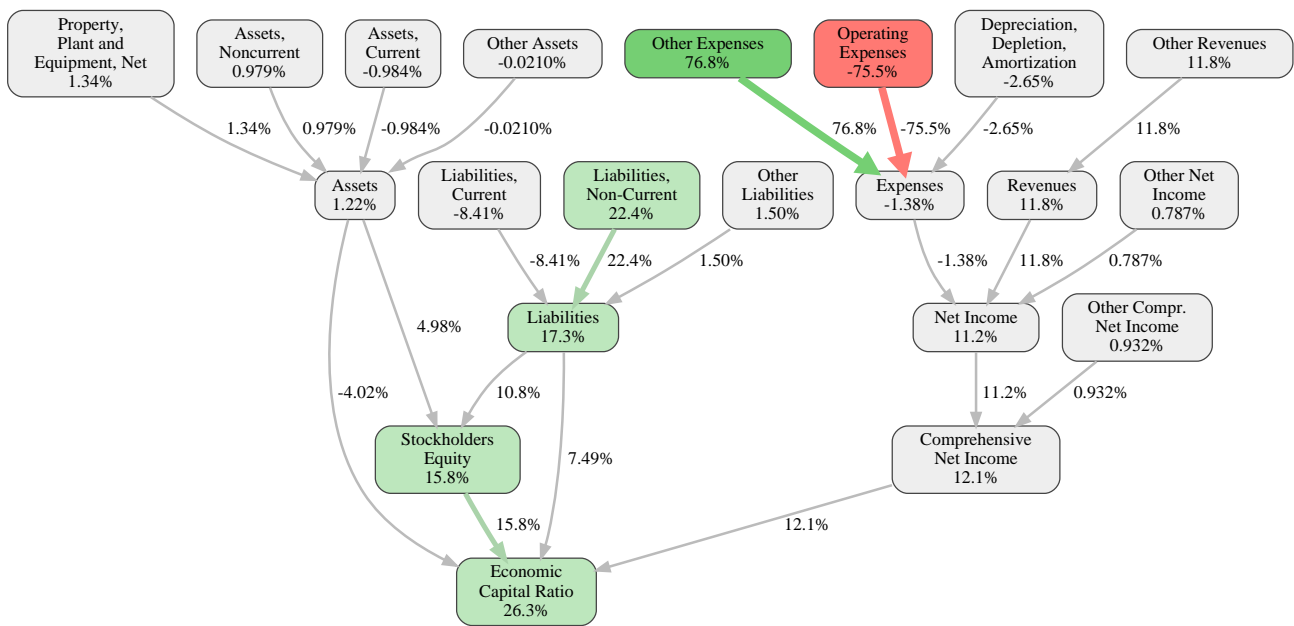 Property,
Plant and
Equipment, Net
1.34%
Assets,
Noncurrent
0.979%
Assets,
Current
-0.984%
Other Assets
-0.0210%
Other Expenses
76.8%
Operating
Expenses
-75.5%
Depreciation,
Depletion,
Amortization
-2.65%
Other Revenues
11.8%
1.34%
0.979%
-0.984%
-0.0210%
76.8%
-75.5%
-2.65%
11.8%
Assets
1.22%
Liabilities,
Current
-8.41%
Liabilities,
Non-Current
22.4%
Other
Liabilities
1.50%
Expenses
-1.38%
Revenues
11.8%
Other Net
Income
0.787%
-8.41%
22.4%
1.50%
-1.38%
11.8%
0.787%
Liabilities
17.3%
Net Income
11.2%
Other Compr.
Net Income
0.932%
4.98%
-4.02%
10.8%
11.2%
0.932%
Stockholders
Equity
15.8%
7.49%
Comprehensive
Net Income
12.1%
15.8%
12.1%
Economic
Capital Ratio
26.3%